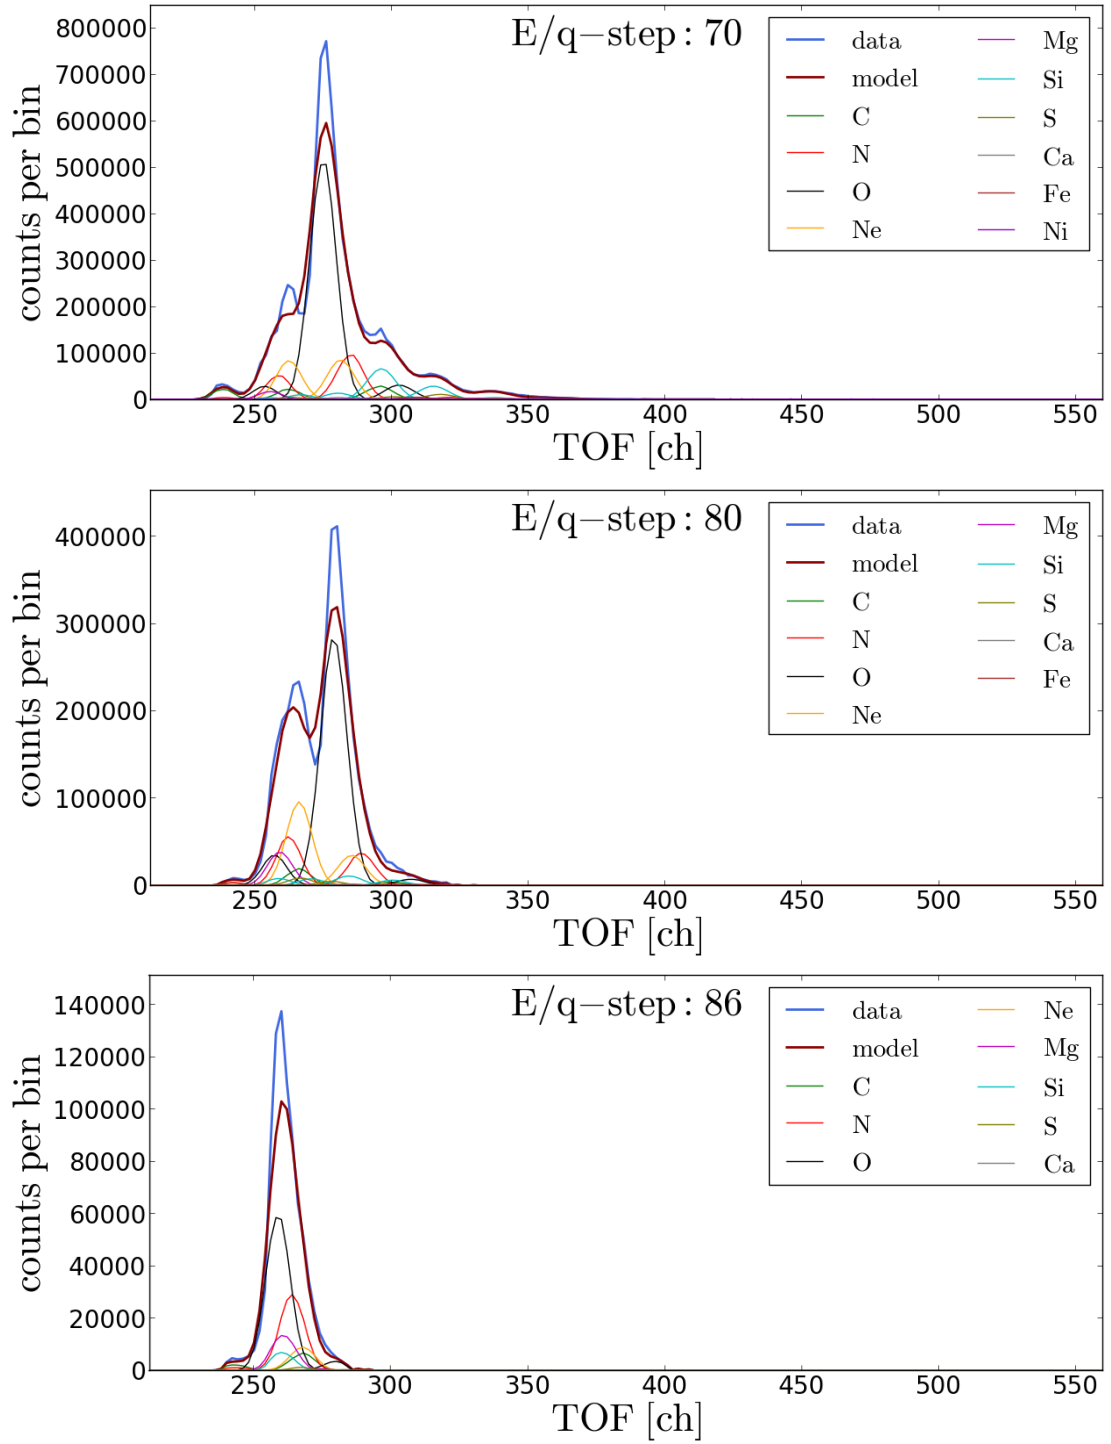 E/q−step: 70
counts per bin
800000
700000
600000
500000
400000
300000
200000
100000
0
data
model
C
N
O
Ne
Mg
Si
S
Ca
Fe
Ni
250 300 350 400 450 500 550
TOF [ch]
E/q−step: 80
counts per bin
400000
300000
200000
100000
0
data
model
C
N
O
Ne
Mg
Si
S
Ca
Fe
250 300 350 400 450 500 550
TOF [ch]
E/q−step: 86
counts per bin
140000
120000
100000
80000
60000
40000
20000
0
data
model
C
N
O
Ne
Mg
Si
S
Ca
250 300 350 400 450 500 550
TOF [ch]